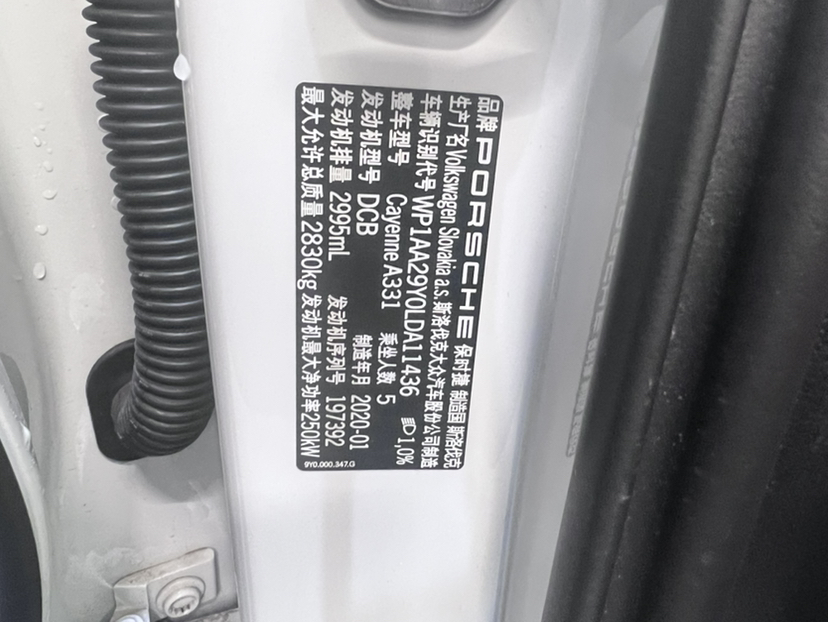 品牌 PORSCHE 保时捷 制造国 斯洛伐克
生产厂名 Volkswagen Slovakia a.s. 斯洛伐克大众汽车股份公司制造
车辆识别代号 WP1AA29Y0LDA11436 1,0%
整车型号 Cayenne A331 乘坐人数 5
发动机型号 DCB 制造年月 2020-01
发动机排量 2995mL 发动机序列号 197392
最大允许总质量 2830kg 发动机最大净功率 250KW
9Y0.000.347.G